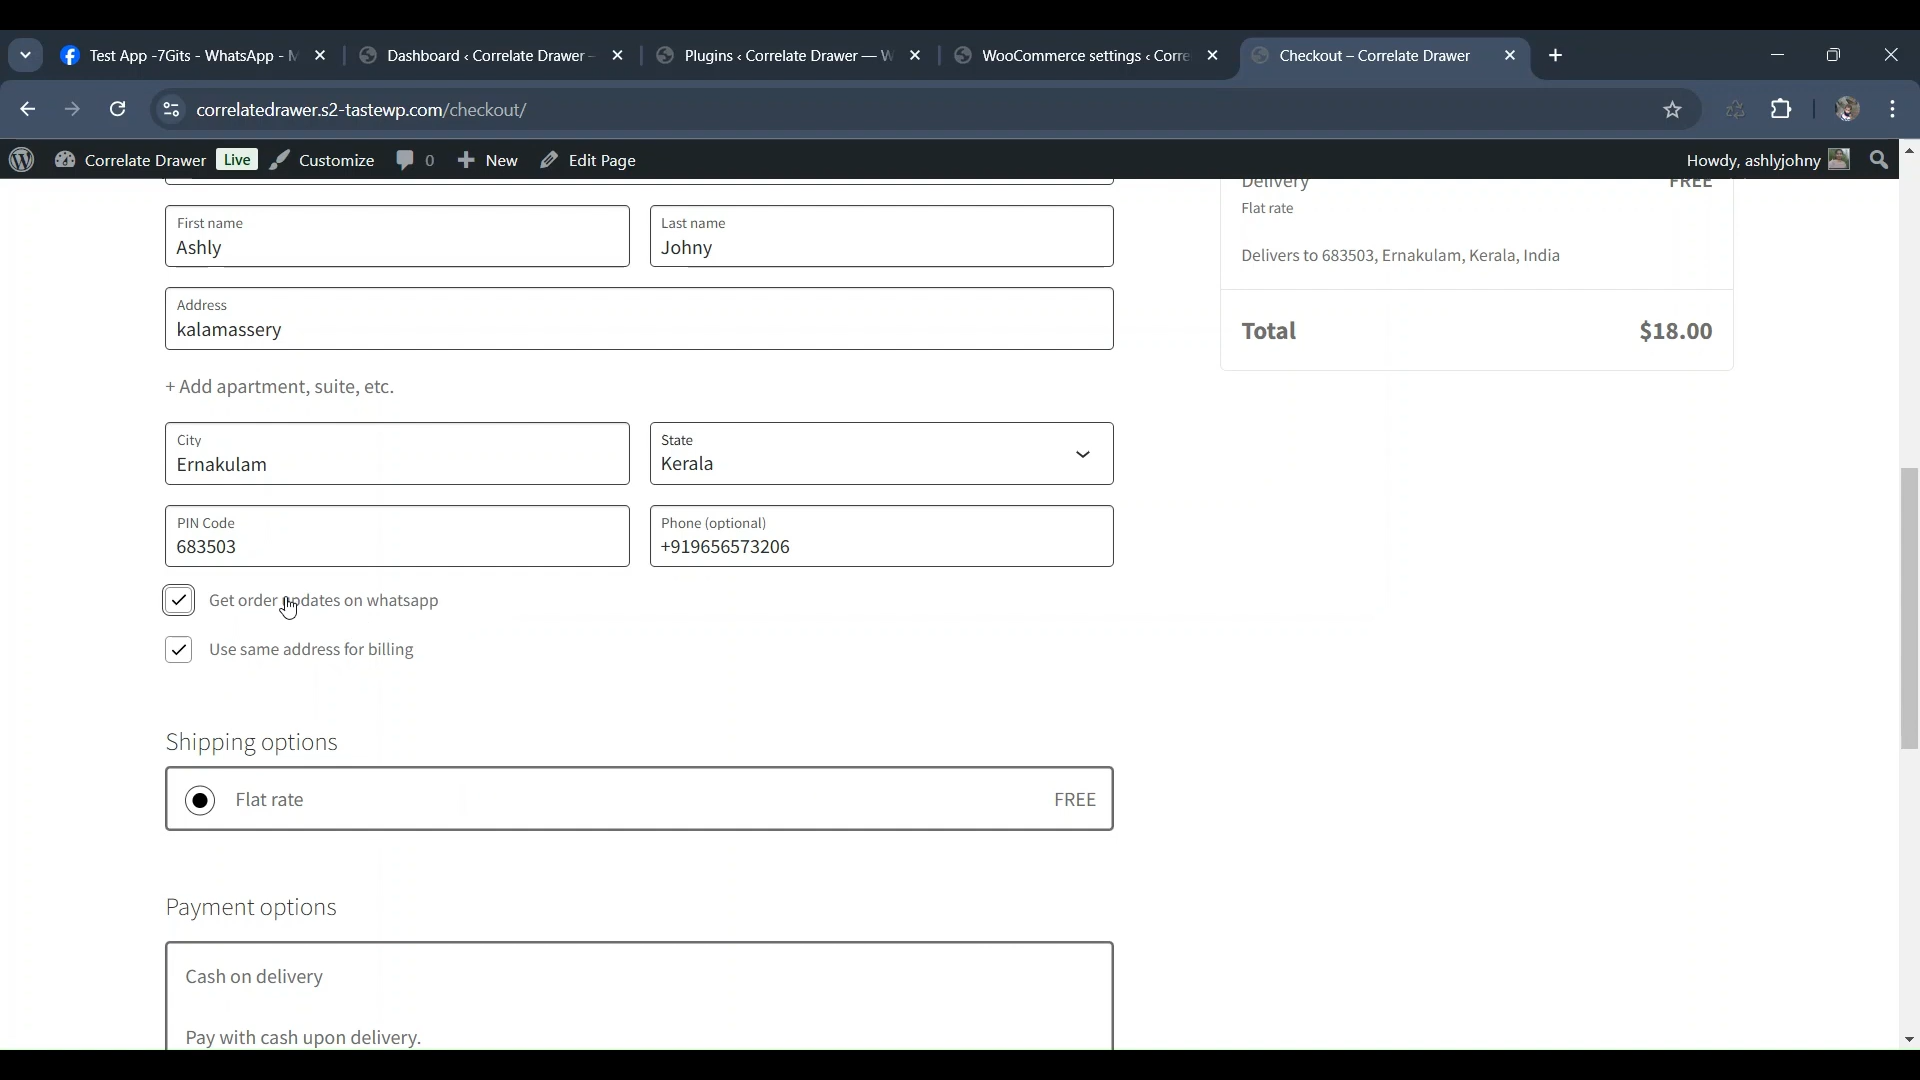 Test App -7Gits - WhatsApp - M
Dashboard ‹ Correlate Drawer -
Plugins ‹ Correlate Drawer — W
WooCommerce settings ‹ Corre
Checkout – Correlate Drawer
correlatedrawer.s2-tastewp.com/checkout/
Correlate Drawer Live Customize 0 New Edit Page Howdy, ashlyjohny
Delivery FREE
Flat rate
Delivers to 683503, Ernakulam, Kerala, India
Total $18.00
First name
Ashly
Last name
Johny
Address
kalamassery
+ Add apartment, suite, etc.
City
Ernakulam
State
Kerala
PIN Code
683503
Phone (optional)
+919656573206
Get order updates on whatsapp
Use same address for billing
Shipping options
Flat rate FREE
Payment options
Cash on delivery
Pay with cash upon delivery.